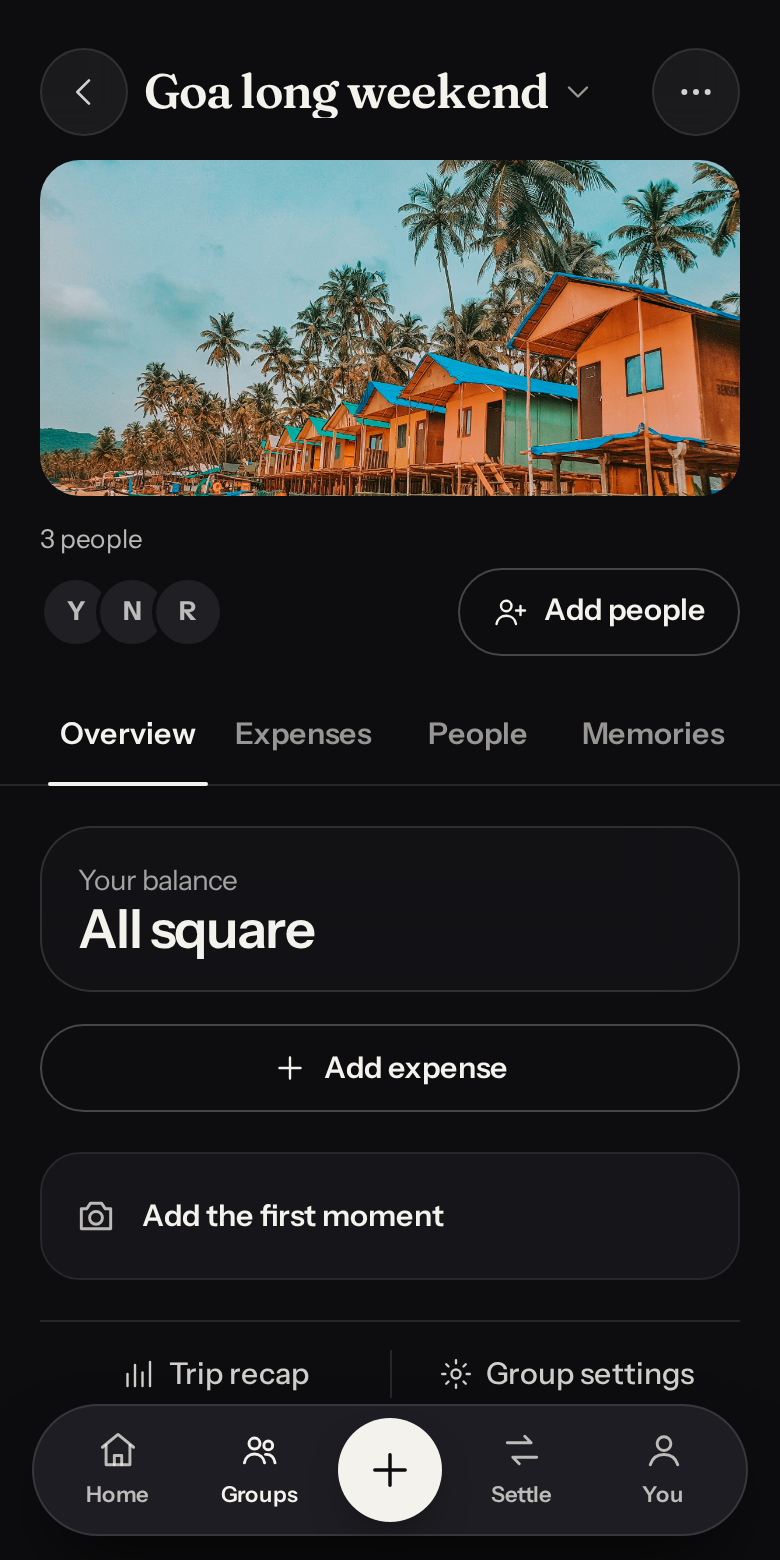 Goa long weekend
3 people
Y N R
Add people
Overview Expenses People Memories
Your balance
All square
Add expense
Add the first moment
Trip recap Group settings
Home Groups Settle You